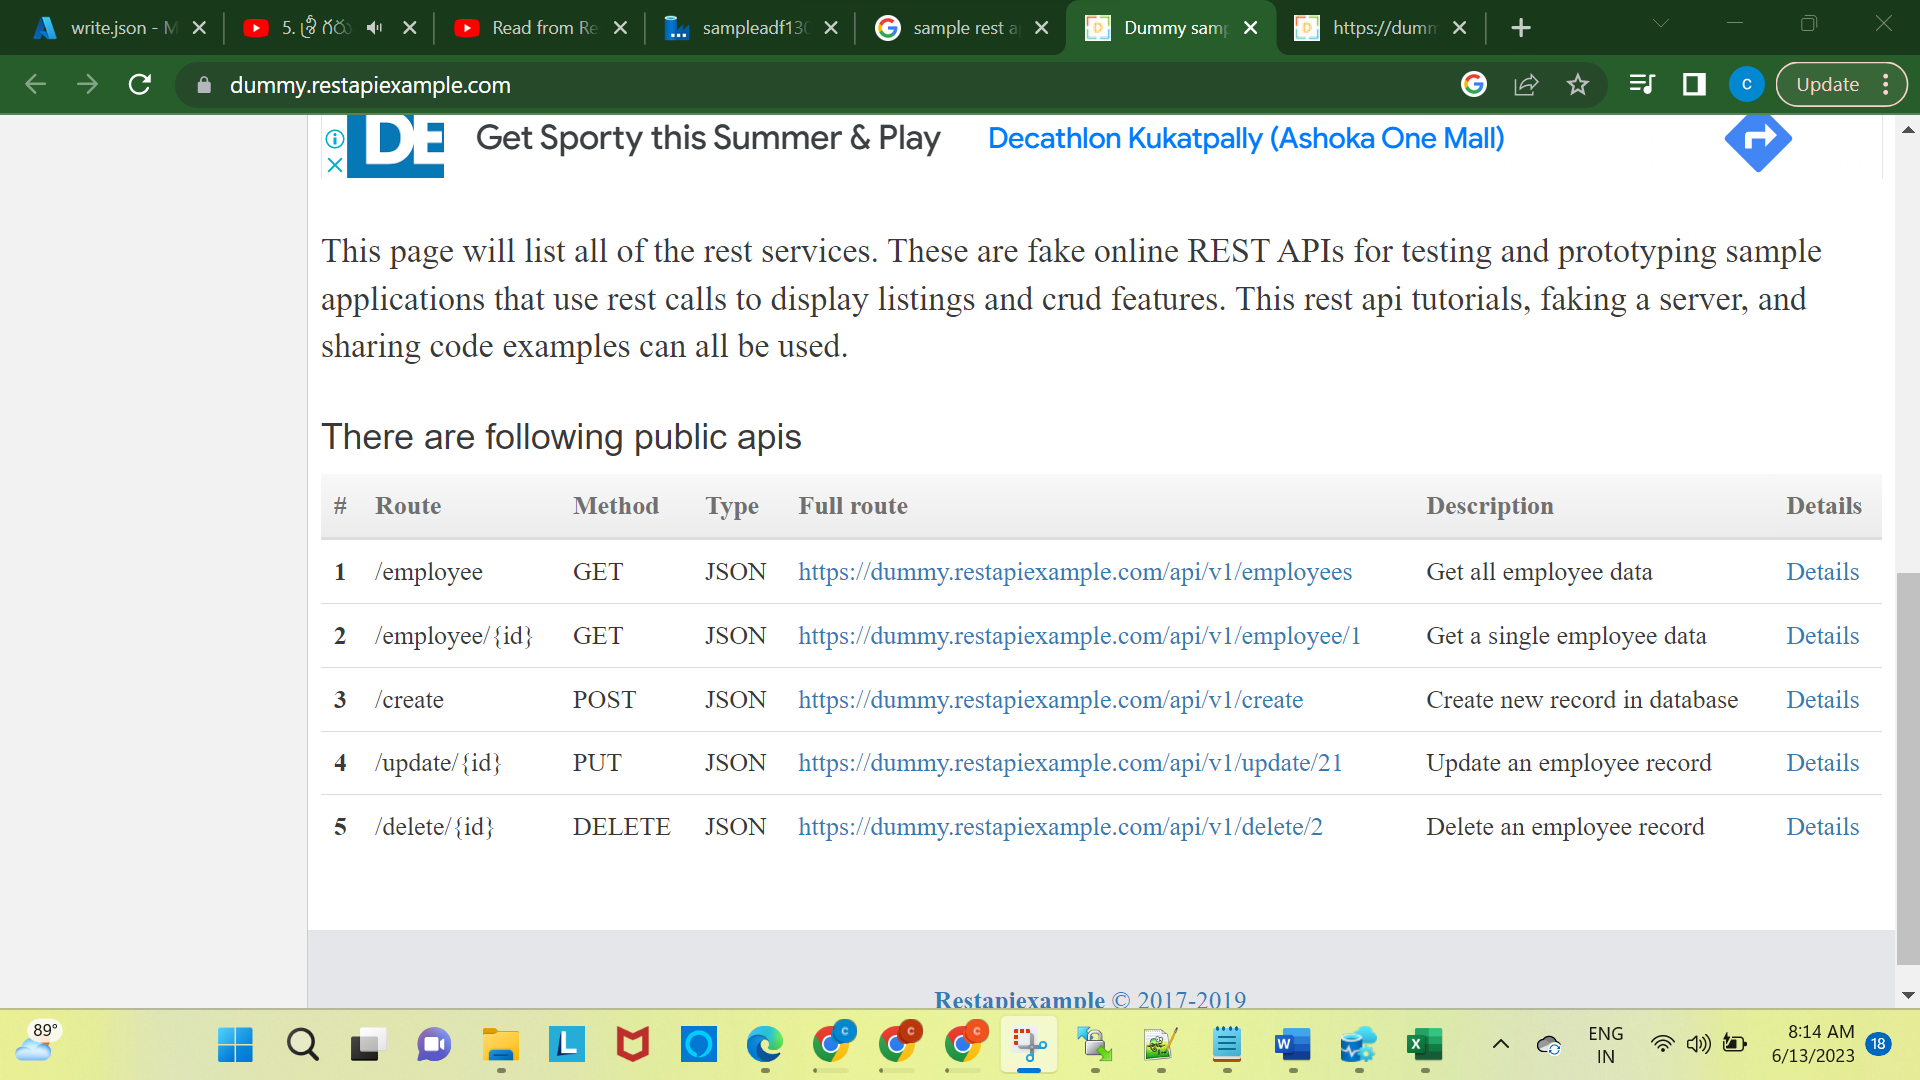 write.json - M
5. శ్రీ గరు
Read from Re
sampleadf130
sample rest a
Dummy samp
https://dumm
dummy.restapiexample.com
C
Update
DE
Get Sporty this Summer & Play
Decathlon Kukatpally (Ashoka One Mall)
This page will list all of the rest services. These are fake online REST APIs for testing and prototyping sample
applications that use rest calls to display listings and crud features. This rest api tutorials, faking a server, and
sharing code examples can all be used.
There are following public apis
# Route Method Type Full route Description Details
1 /employee GET JSON https://dummy.restapiexample.com/api/v1/employees Get all employee data Details
2 /employee/{id} GET JSON https://dummy.restapiexample.com/api/v1/employee/1 Get a single employee data Details
3 /create POST JSON https://dummy.restapiexample.com/api/v1/create Create new record in database Details
4 /update/{id} PUT JSON https://dummy.restapiexample.com/api/v1/update/21 Update an employee record Details
5 /delete/{id} DELETE JSON https://dummy.restapiexample.com/api/v1/delete/2 Delete an employee record Details
Restapiexample © 2017-2019
89°
ENG
IN
8:14 AM
6/13/2023
18